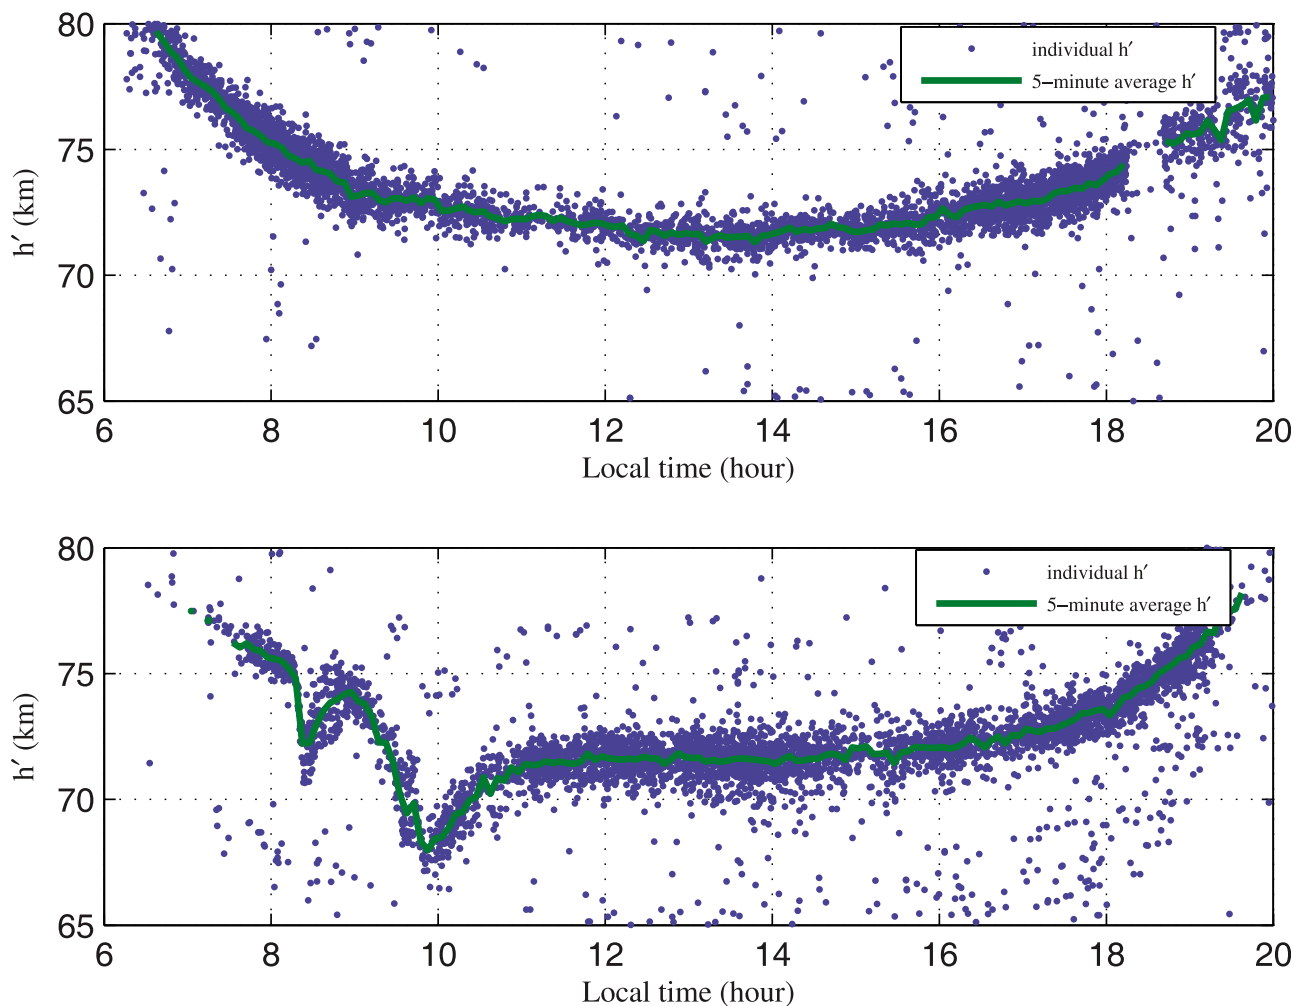 80
75
70
65
h′ (km)
individual h′
5−minute average h′
6 8 10 12 14 16 18 20
Local time (hour)
80
75
70
65
h′ (km)
individual h′
5−minute average h′
6 8 10 12 14 16 18 20
Local time (hour)